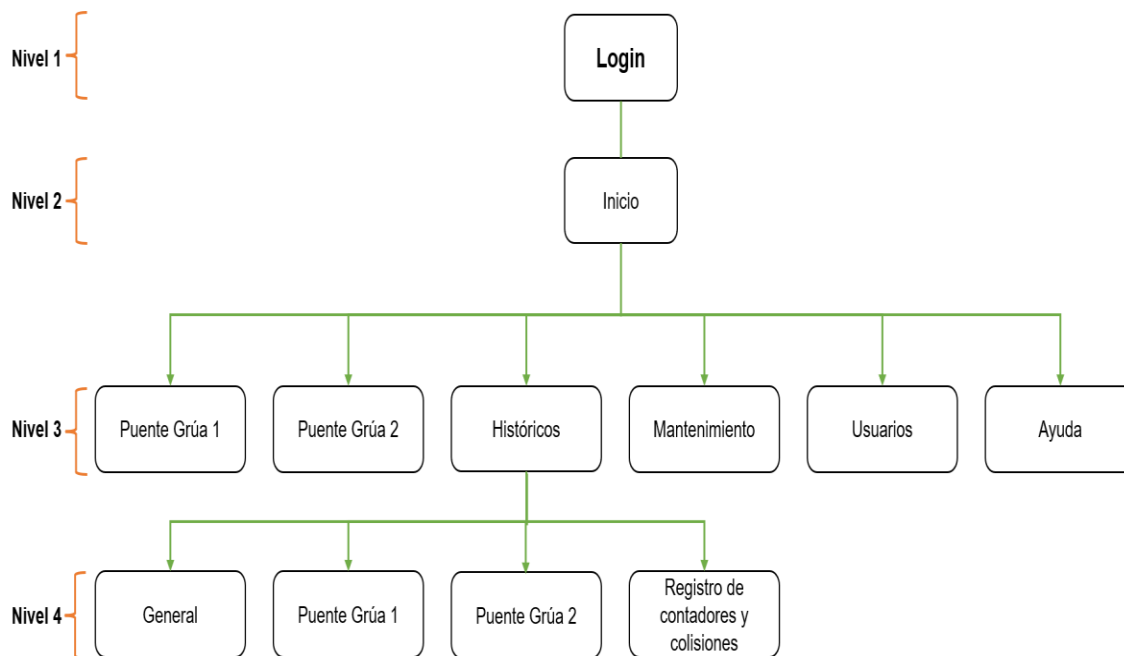 Nivel 1
Login
Nivel 2
Inicio
Nivel 3
Puente Grúa 1
Puente Grúa 2
Históricos
Mantenimiento
Usuarios
Ayuda
Nivel 4
General
Puente Grúa 1
Puente Grúa 2
Registro de
contadores y
colisiones